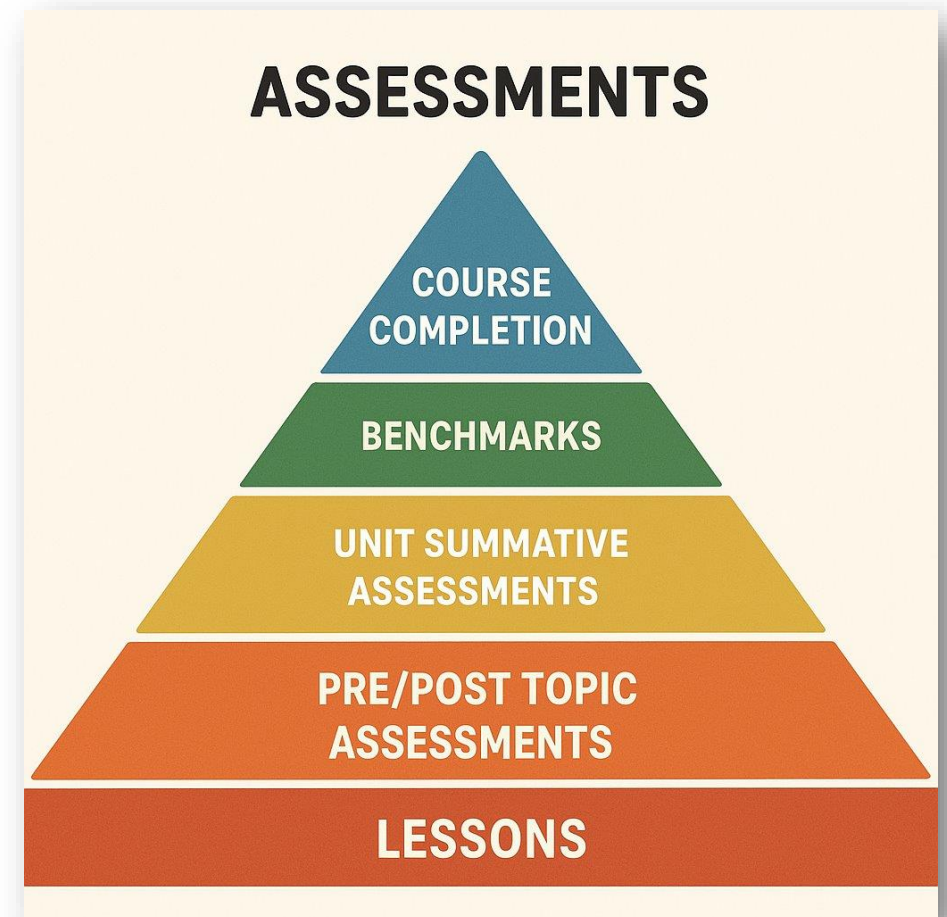 ASSESSMENTS
COURSE
COMPLETION
BENCHMARKS
UNIT SUMMATIVE
ASSESSMENTS
PRE/POST TOPIC
ASSESSMENTS
LESSONS